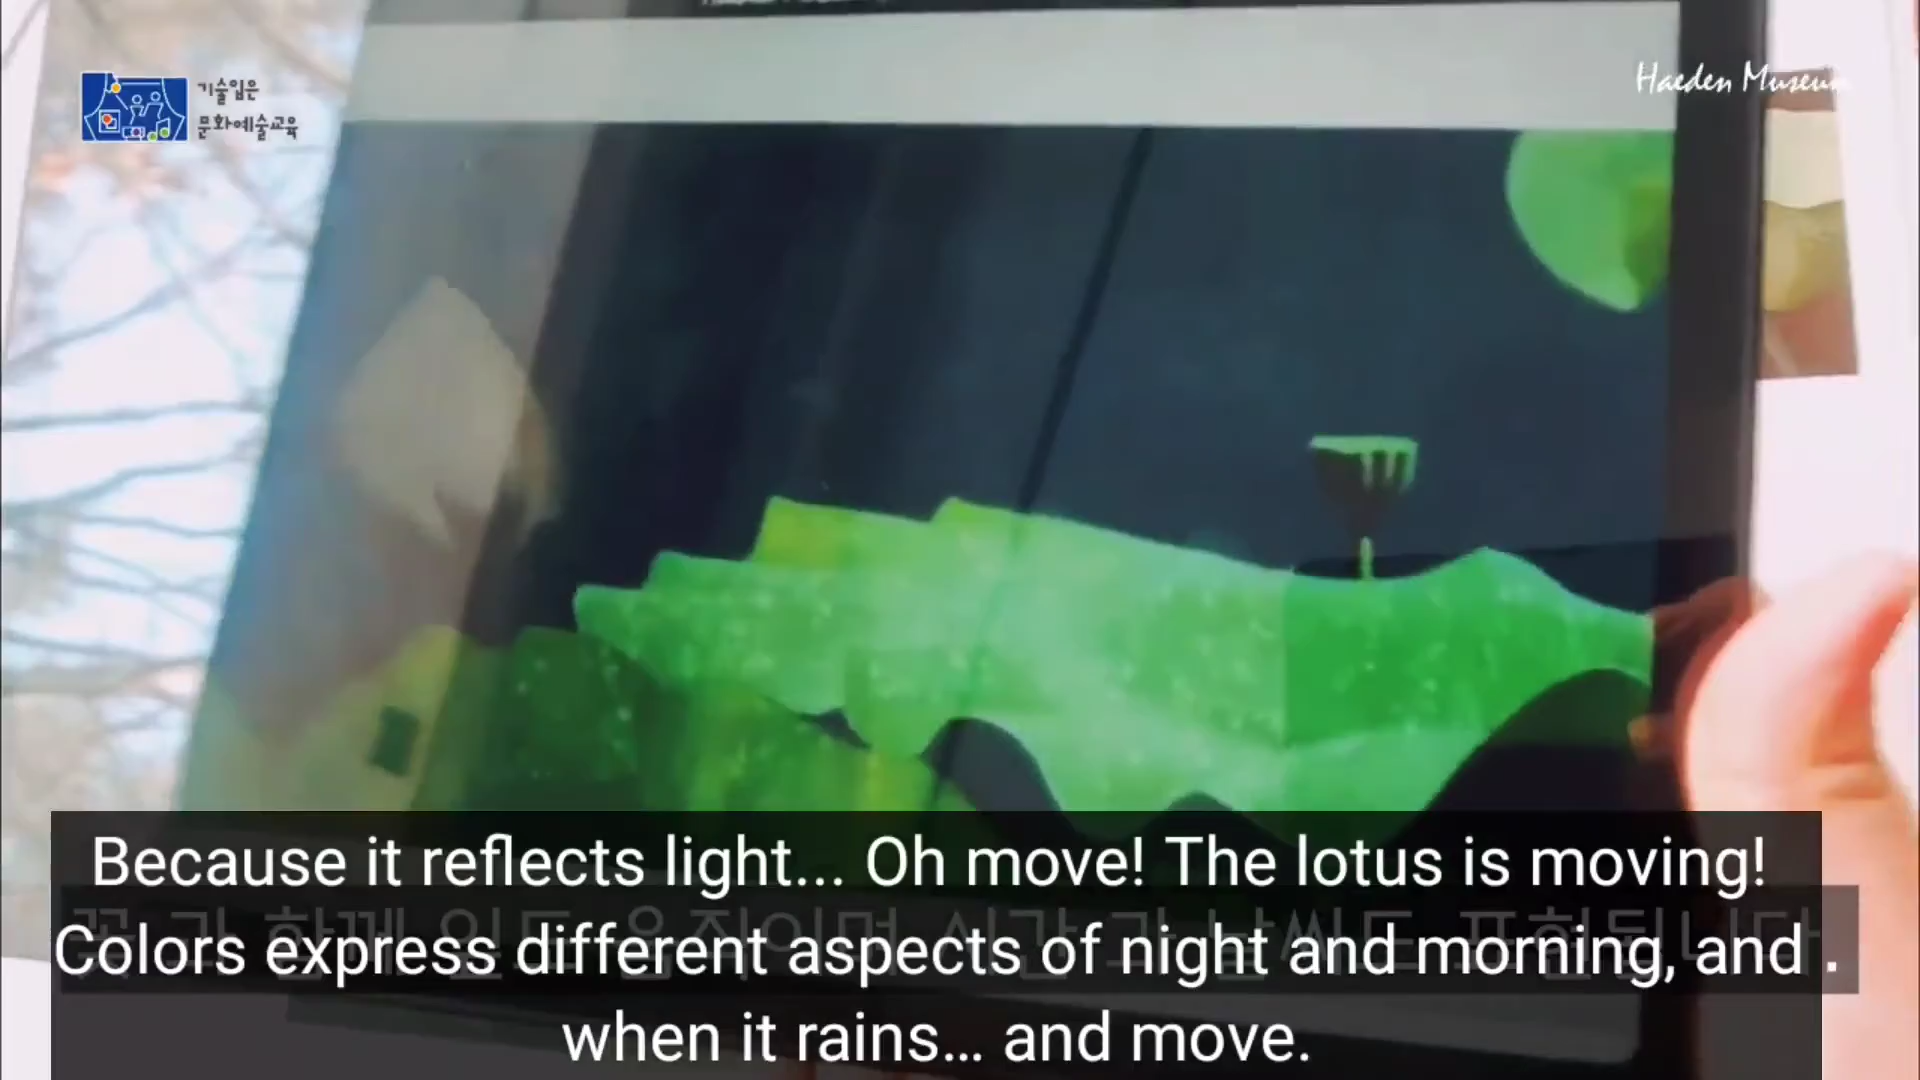 기술입은
문화예술교육
Haeden Museum
Because it reflects light... Oh move! The lotus is moving!
Colors express different aspects of night and morning, and .
when it rains... and move.